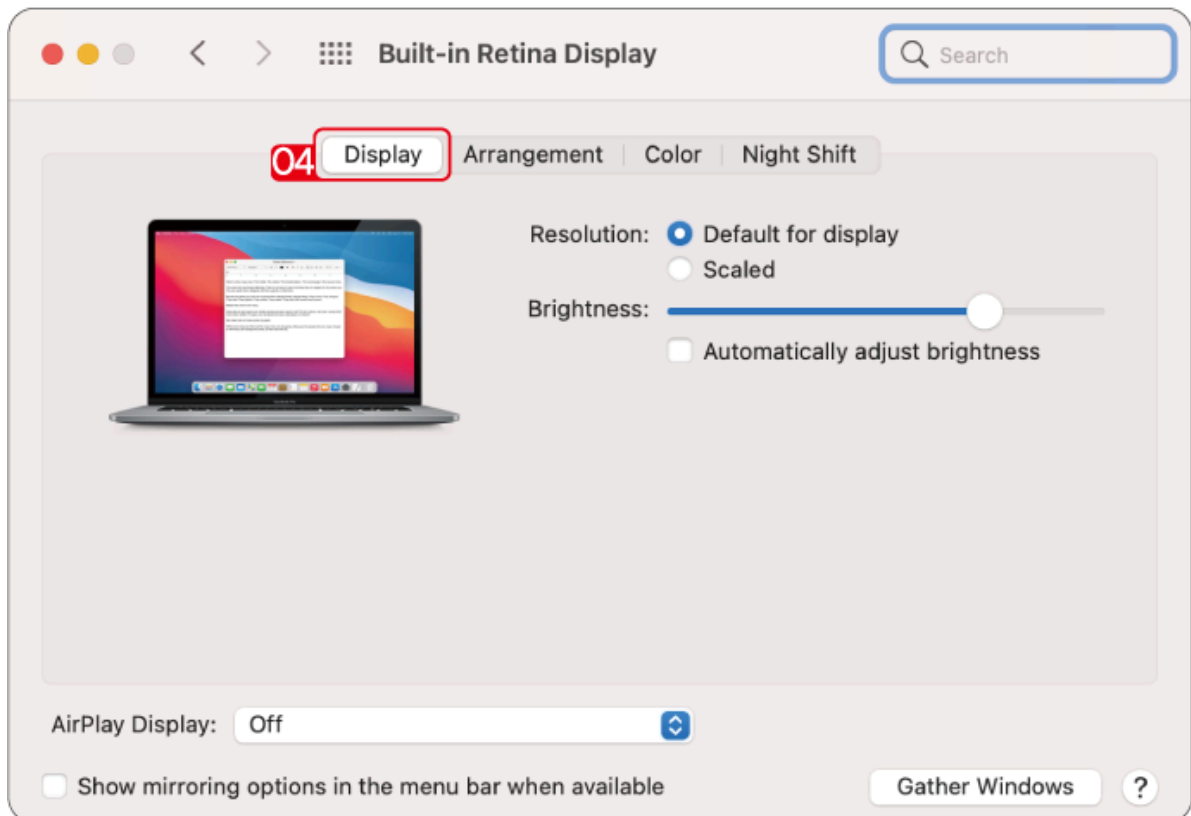 Built-in Retina Display
Search
04
Display
Arrangement
Color
Night Shift
Resolution:
Default for display
Scaled
Brightness:
Automatically adjust brightness
AirPlay Display:
Off
Show mirroring options in the menu bar when available
Gather Windows
?